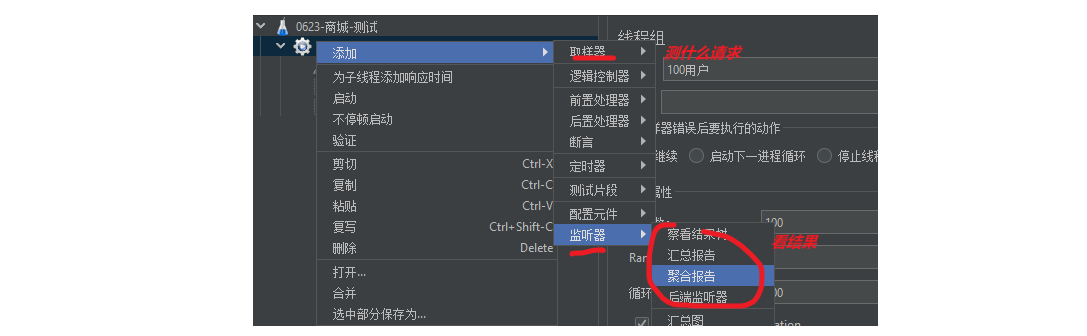 0623-商城-测试
添加
为子线程添加响应时间
启动
不停顿启动
验证
剪切 Ctrl-X
复制 Ctrl-C
粘贴 Ctrl-V
复写 Ctrl+Shift-C
删除 Delete
打开...
合并
选中部分保存为...
取样器
逻辑控制器
前置处理器
后置处理器
断言
定时器
测试片段
配置元件
监听器
察看结果树
汇总报告
聚合报告
后端监听器
汇总图
线程组
测什么请求
100用户
样器错误后要执行的动作
继续 启动下一进程循环 停止线程
属性
100
看结果
Ran
循环
00
ation